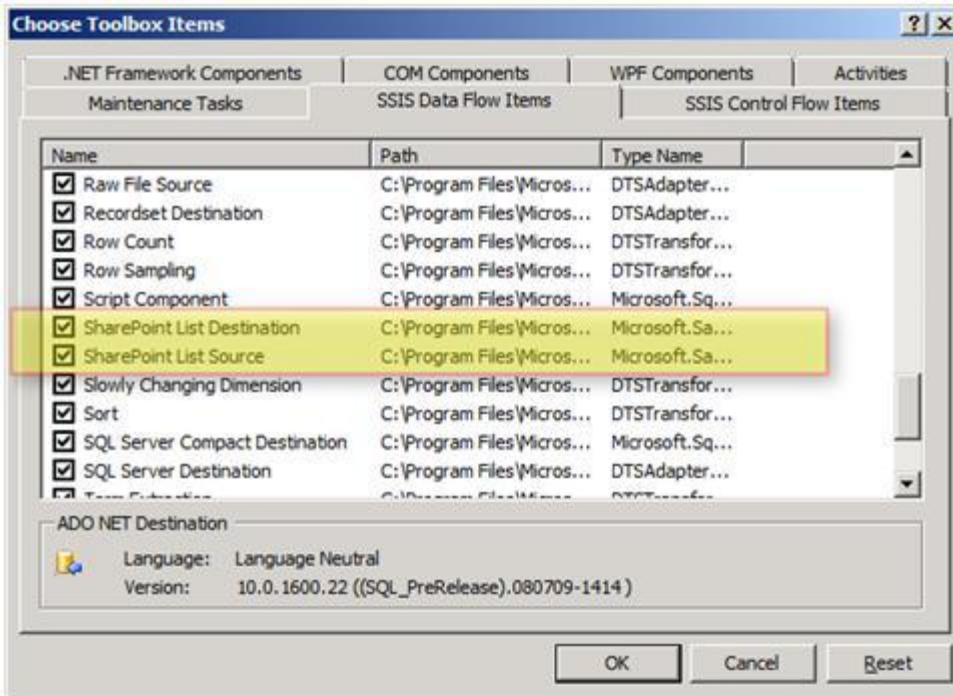 Choose Toolbox Items
.NET Framework Components COM Components WPF Components Activities
Maintenance Tasks SSIS Data Flow Items SSIS Control Flow Items
Name Path Type Name
Raw File Source C:\Program Files\Micros... DTSAdapter...
Recordset Destination C:\Program Files\Micros... DTSAdapter...
Row Count C:\Program Files\Micros... DTSTransfor...
Row Sampling C:\Program Files\Micros... DTSTransfor...
Script Component C:\Program Files\Micros... Microsoft.Sq...
SharePoint List Destination C:\Program Files\Micros... Microsoft.Sa...
SharePoint List Source C:\Program Files\Micros... Microsoft.Sa...
Slowly Changing Dimension C:\Program Files\Micros... DTSTransfor...
Sort C:\Program Files\Micros... DTSTransfor...
SQL Server Compact Destination C:\Program Files\Micros... Microsoft.Sq...
SQL Server Destination C:\Program Files\Micros... DTSAdapter...
ADO NET Destination
Language: Language Neutral
Version: 10.0.1600.22 ((SQL_PreRelease).080709-1414 )
OK Cancel Reset